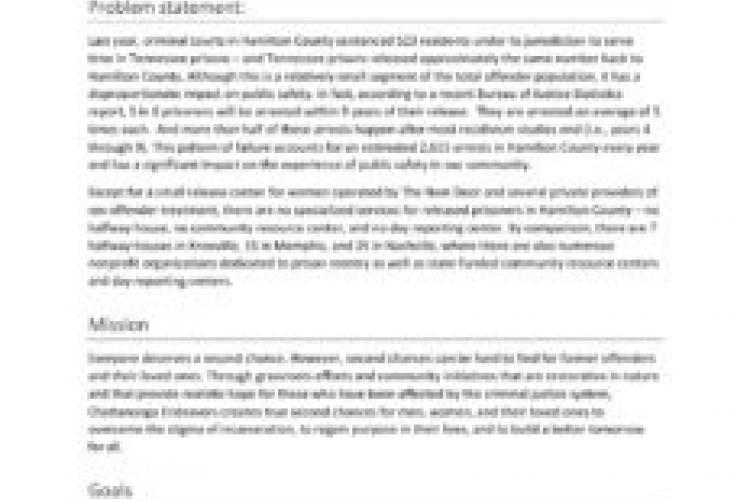 Problem statement:
Last year, criminal courts in Hamilton County sentenced 523 residents under its jurisdiction to serve
time in Tennessee prisons – and Tennessee prisons released approximately the same number back to
Hamilton County. Although this is a relatively small segment of the total offender population, it has a
disproportionate impact on public safety. In fact, according to a recent Bureau of Justice Statistics
report, 5 in 6 prisoners will be arrested within 9 years of their release. They are arrested an average of 5
times each. And more than half of these arrests happen after most recidivism studies end (i.e., years 4
through 9). This pattern of failure accounts for an estimated 2,615 arrests in Hamilton County every year
and has a significant impact on the experience of public safety in our community.
Except for a small release center for women operated by The Next Door and several private providers of
sex offender treatment, there are no specialized services for released prisoners in Hamilton County – no
halfway house, no community resource center, and no day reporting center. By comparison, there are 7
halfway houses in Knoxville, 15 in Memphis, and 25 in Nashville, where there are also numerous
nonprofit organizations dedicated to prison reentry as well as state funded community resource centers
and day reporting centers.
Mission
Everyone deserves a second chance. However, second chances can be hard to find for former offenders
and their loved ones. Through grassroots efforts and community initiatives that are restorative in nature
and that provide realistic hope for those who have been affected by the criminal justice system,
Chattanooga Endeavors creates true second chances for men, women, and their loved ones to
overcome the stigma of incarceration, to regain purpose in their lives, and to build a better tomorrow
for all.
Goals